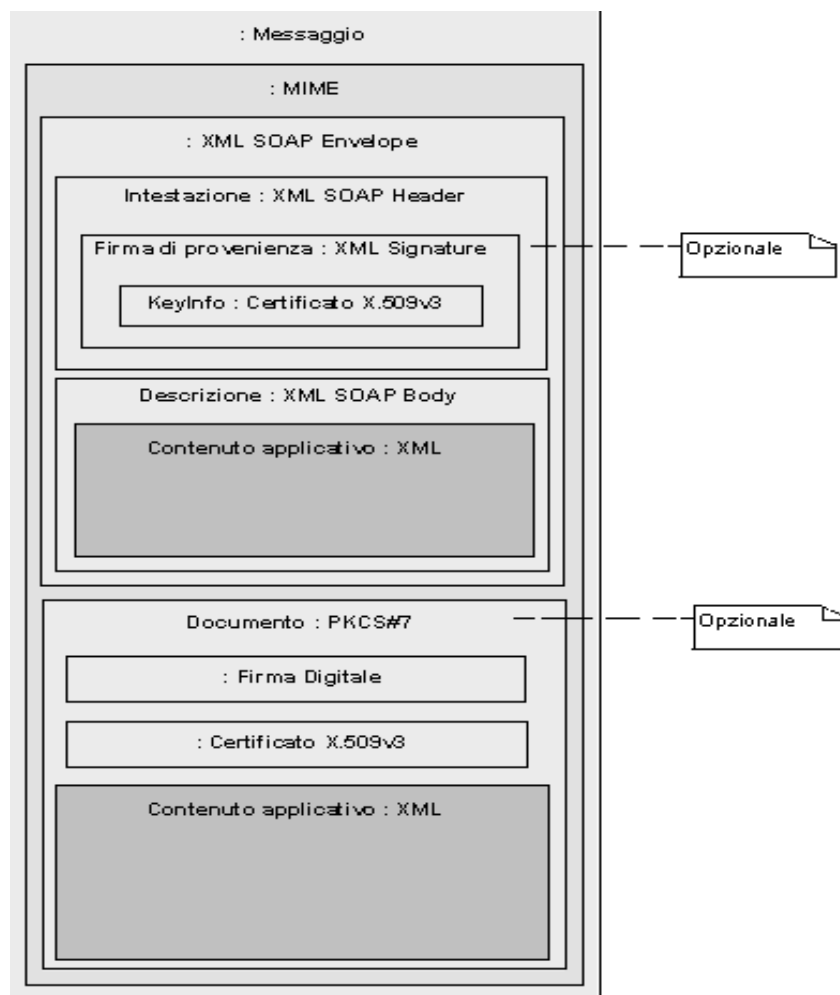 : Messaggio
: MIME
: XML SOAP Envelope
Intestazione : XML SOAP Header
Firma di provenienza : XML Signature
Opzionale
KeyInfo : Certificato X.509v3
Descrizione : XML SOAP Body
Contenuto applicativo : XML
Documento : PKCS#7
Opzionale
: Firma Digitale
: Certificato X.509v3
Contenuto applicativo : XML